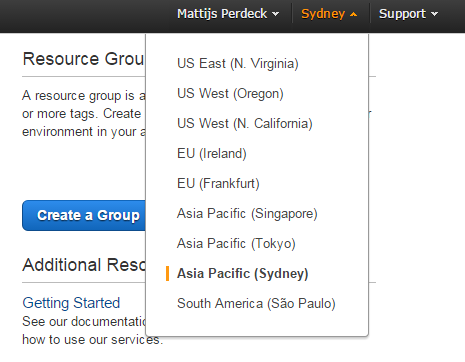 Mattijs Perdeck Sydney Support
Resource Grou
A resource group is a
or more tags. Create
environment in your a
Create a Group
Additional Reso
Getting Started
See our documentatio
how to use our services.
US East (N. Virginia)
US West (Oregon)
US West (N. California)
EU (Ireland)
EU (Frankfurt)
Asia Pacific (Singapore)
Asia Pacific (Tokyo)
Asia Pacific (Sydney)
South America (São Paulo)